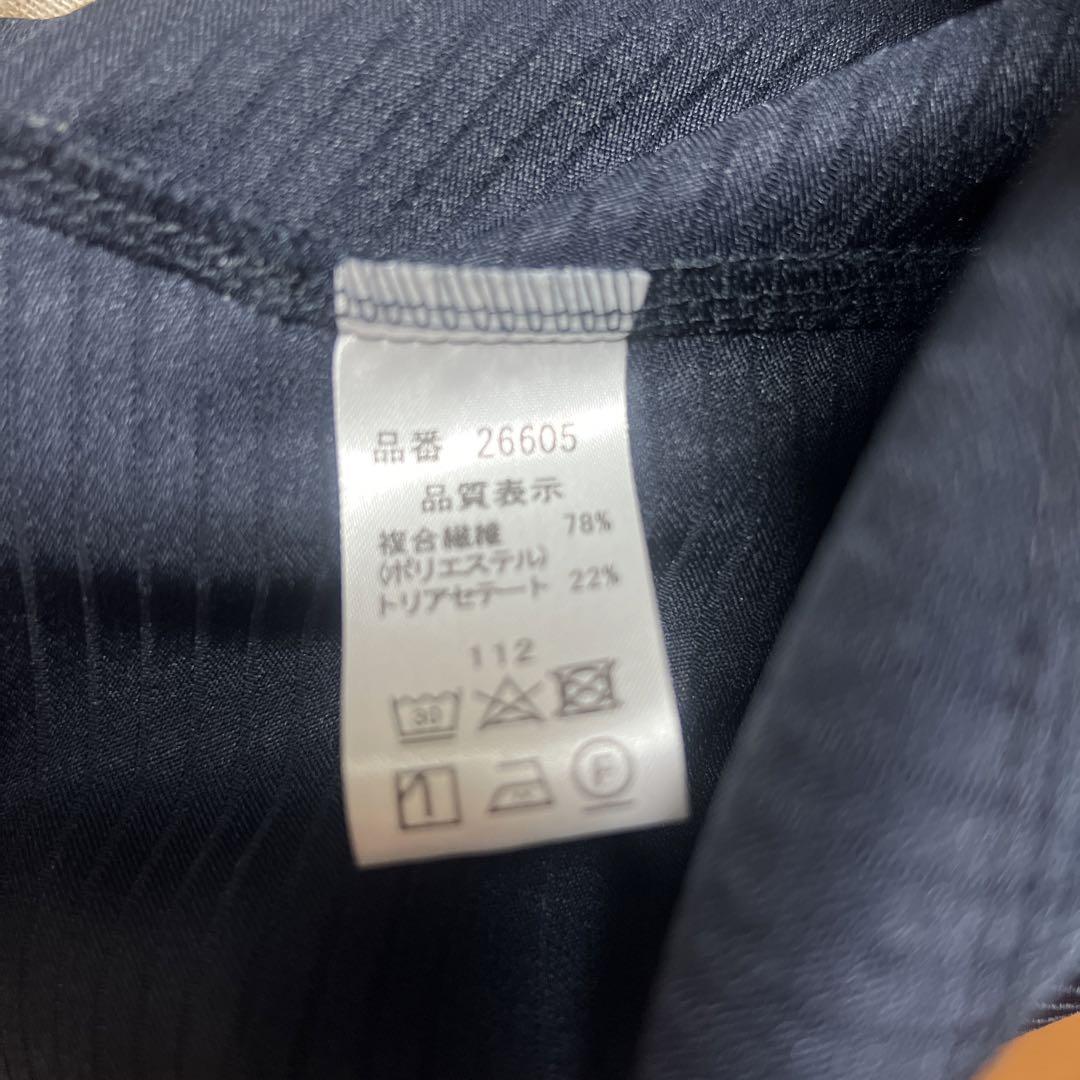 品番 26605
品質表示
複合繊維 78%
(ポリエステル)
トリアセテート 22%
112
30
F